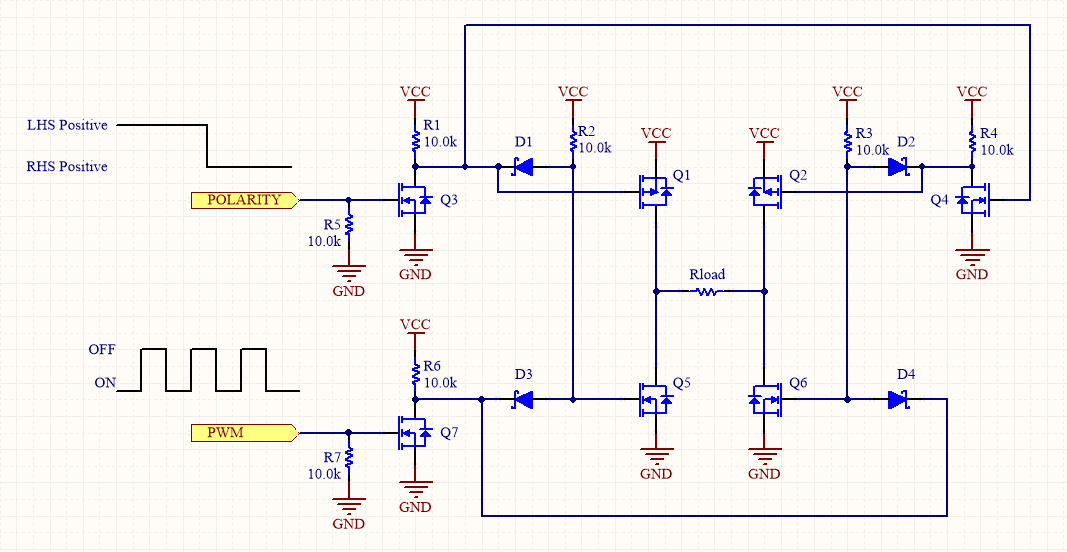 VCC
R1
10.0k
VCC
R2
10.0k
D1
VCC
Q1
VCC
Q2
VCC
R3
10.0k
D2
VCC
R4
10.0k
LHS Positive
RHS Positive
POLARITY
Q3
Q4
R5
10.0k
GND
GND
GND
Rload
VCC
R6
10.0k
OFF
ON
D3
Q5
Q6
D4
PWM
Q7
R7
10.0k
GND
GND
GND
GND